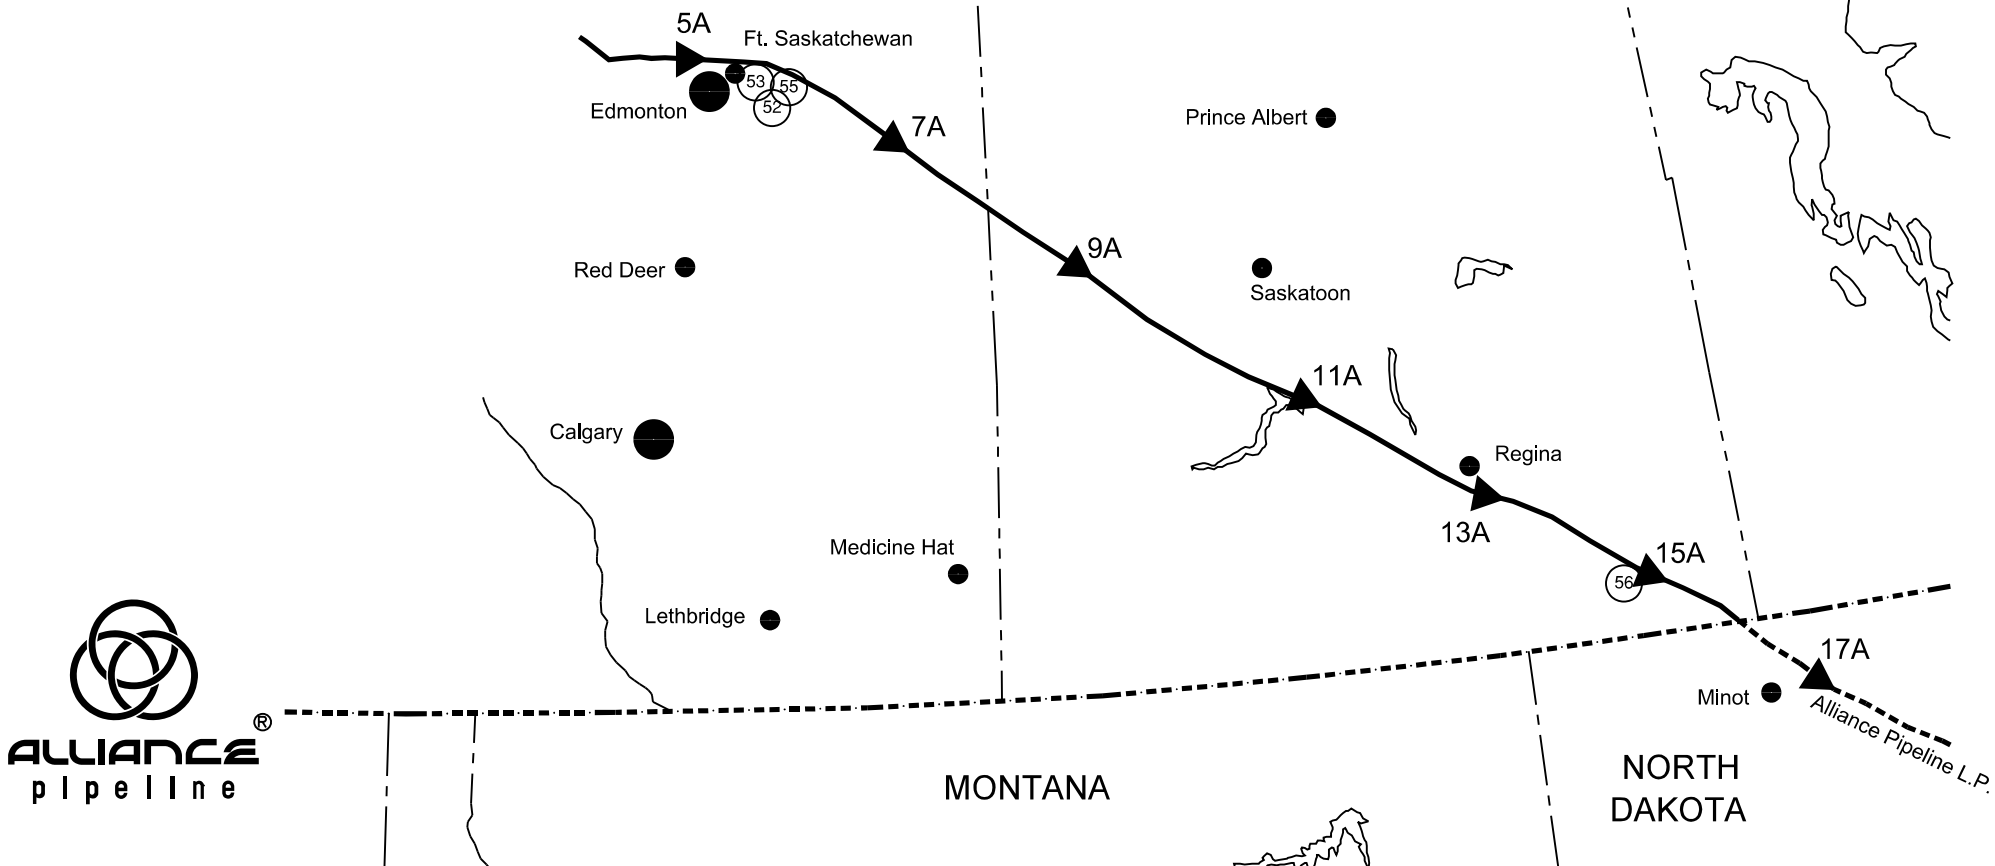 5A
Ft. Saskatchewan
53
55
52
Edmonton
7A
Prince Albert
9A
Red Deer
Saskatoon
11A
Calgary
Regina
13A
Medicine Hat
15A
56
Lethbridge
17A
Minot
Alliance Pipeline L.P.
®
ALLIANCE
pipeline
MONTANA
NORTH
DAKOTA